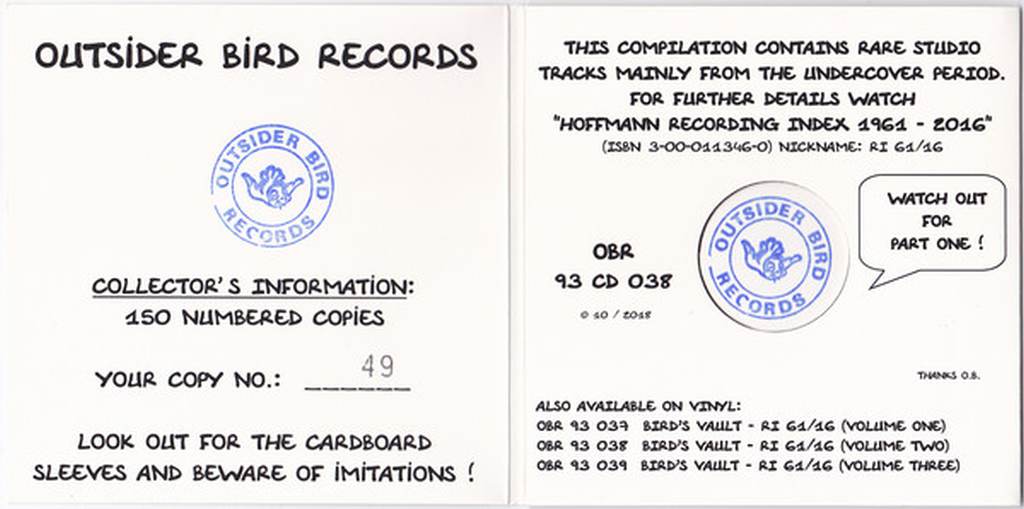 OUTSiDER BiRD RECORDS
OUTSIDER BIRD
RECORDS
COLLECTOR'S INFORMATiON:
150 NUMBERED COPiES
YOUR COPY NO.: 49
LOOK OUT FOR THE CARDBOARD
SLEEVES AND BEWARE OF iMiTATiONS !
THIS COMPILATION CONTAINS RARE STUDIO
TRACKS MAINLY FROM THE UNDERCOVER PERIOD.
FOR FURTHER DETAILS WATCH
"HOFFMANN RECORDING INDEX 1961 - 2016"
(ISBN 3-00-011346-0) NICKNAME: RI 61/16
WATCH OUT
FOR
PART ONE !
OBR
93 CD 038
© 10 / 2018
OUTSIDER BIRD
RECORDS
THANKS O.B.
ALSO AVAILABLE ON VINYL:
OBR 93 037 BIRD'S VAULT - RI 61/16 (VOLUME ONE)
OBR 93 038 BIRD'S VAULT - RI 61/16 (VOLUME TWO)
OBR 93 039 BIRD'S VAULT - RI 61/16 (VOLUME THREE)